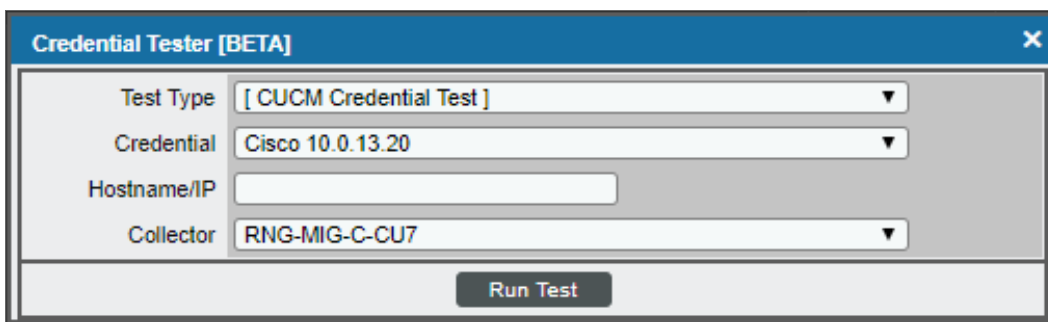 Credential Tester [BETA]
Test Type [ CUCM Credential Test ]
Credential Cisco 10.0.13.20
Hostname/IP
Collector RNG-MIG-C-CU7
Run Test